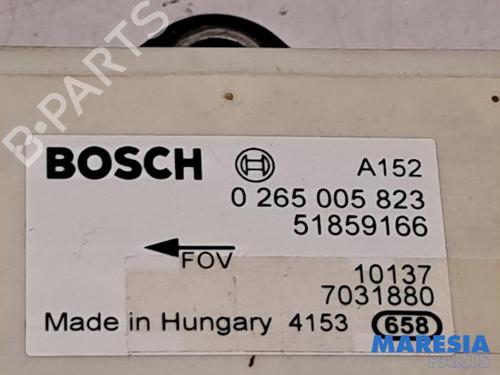 BOSCH A152
0 265 005 823
51859166
FOV
10137
7031880
Made in Hungary 4153 658
B-PARTS
MARESIA
PARTS